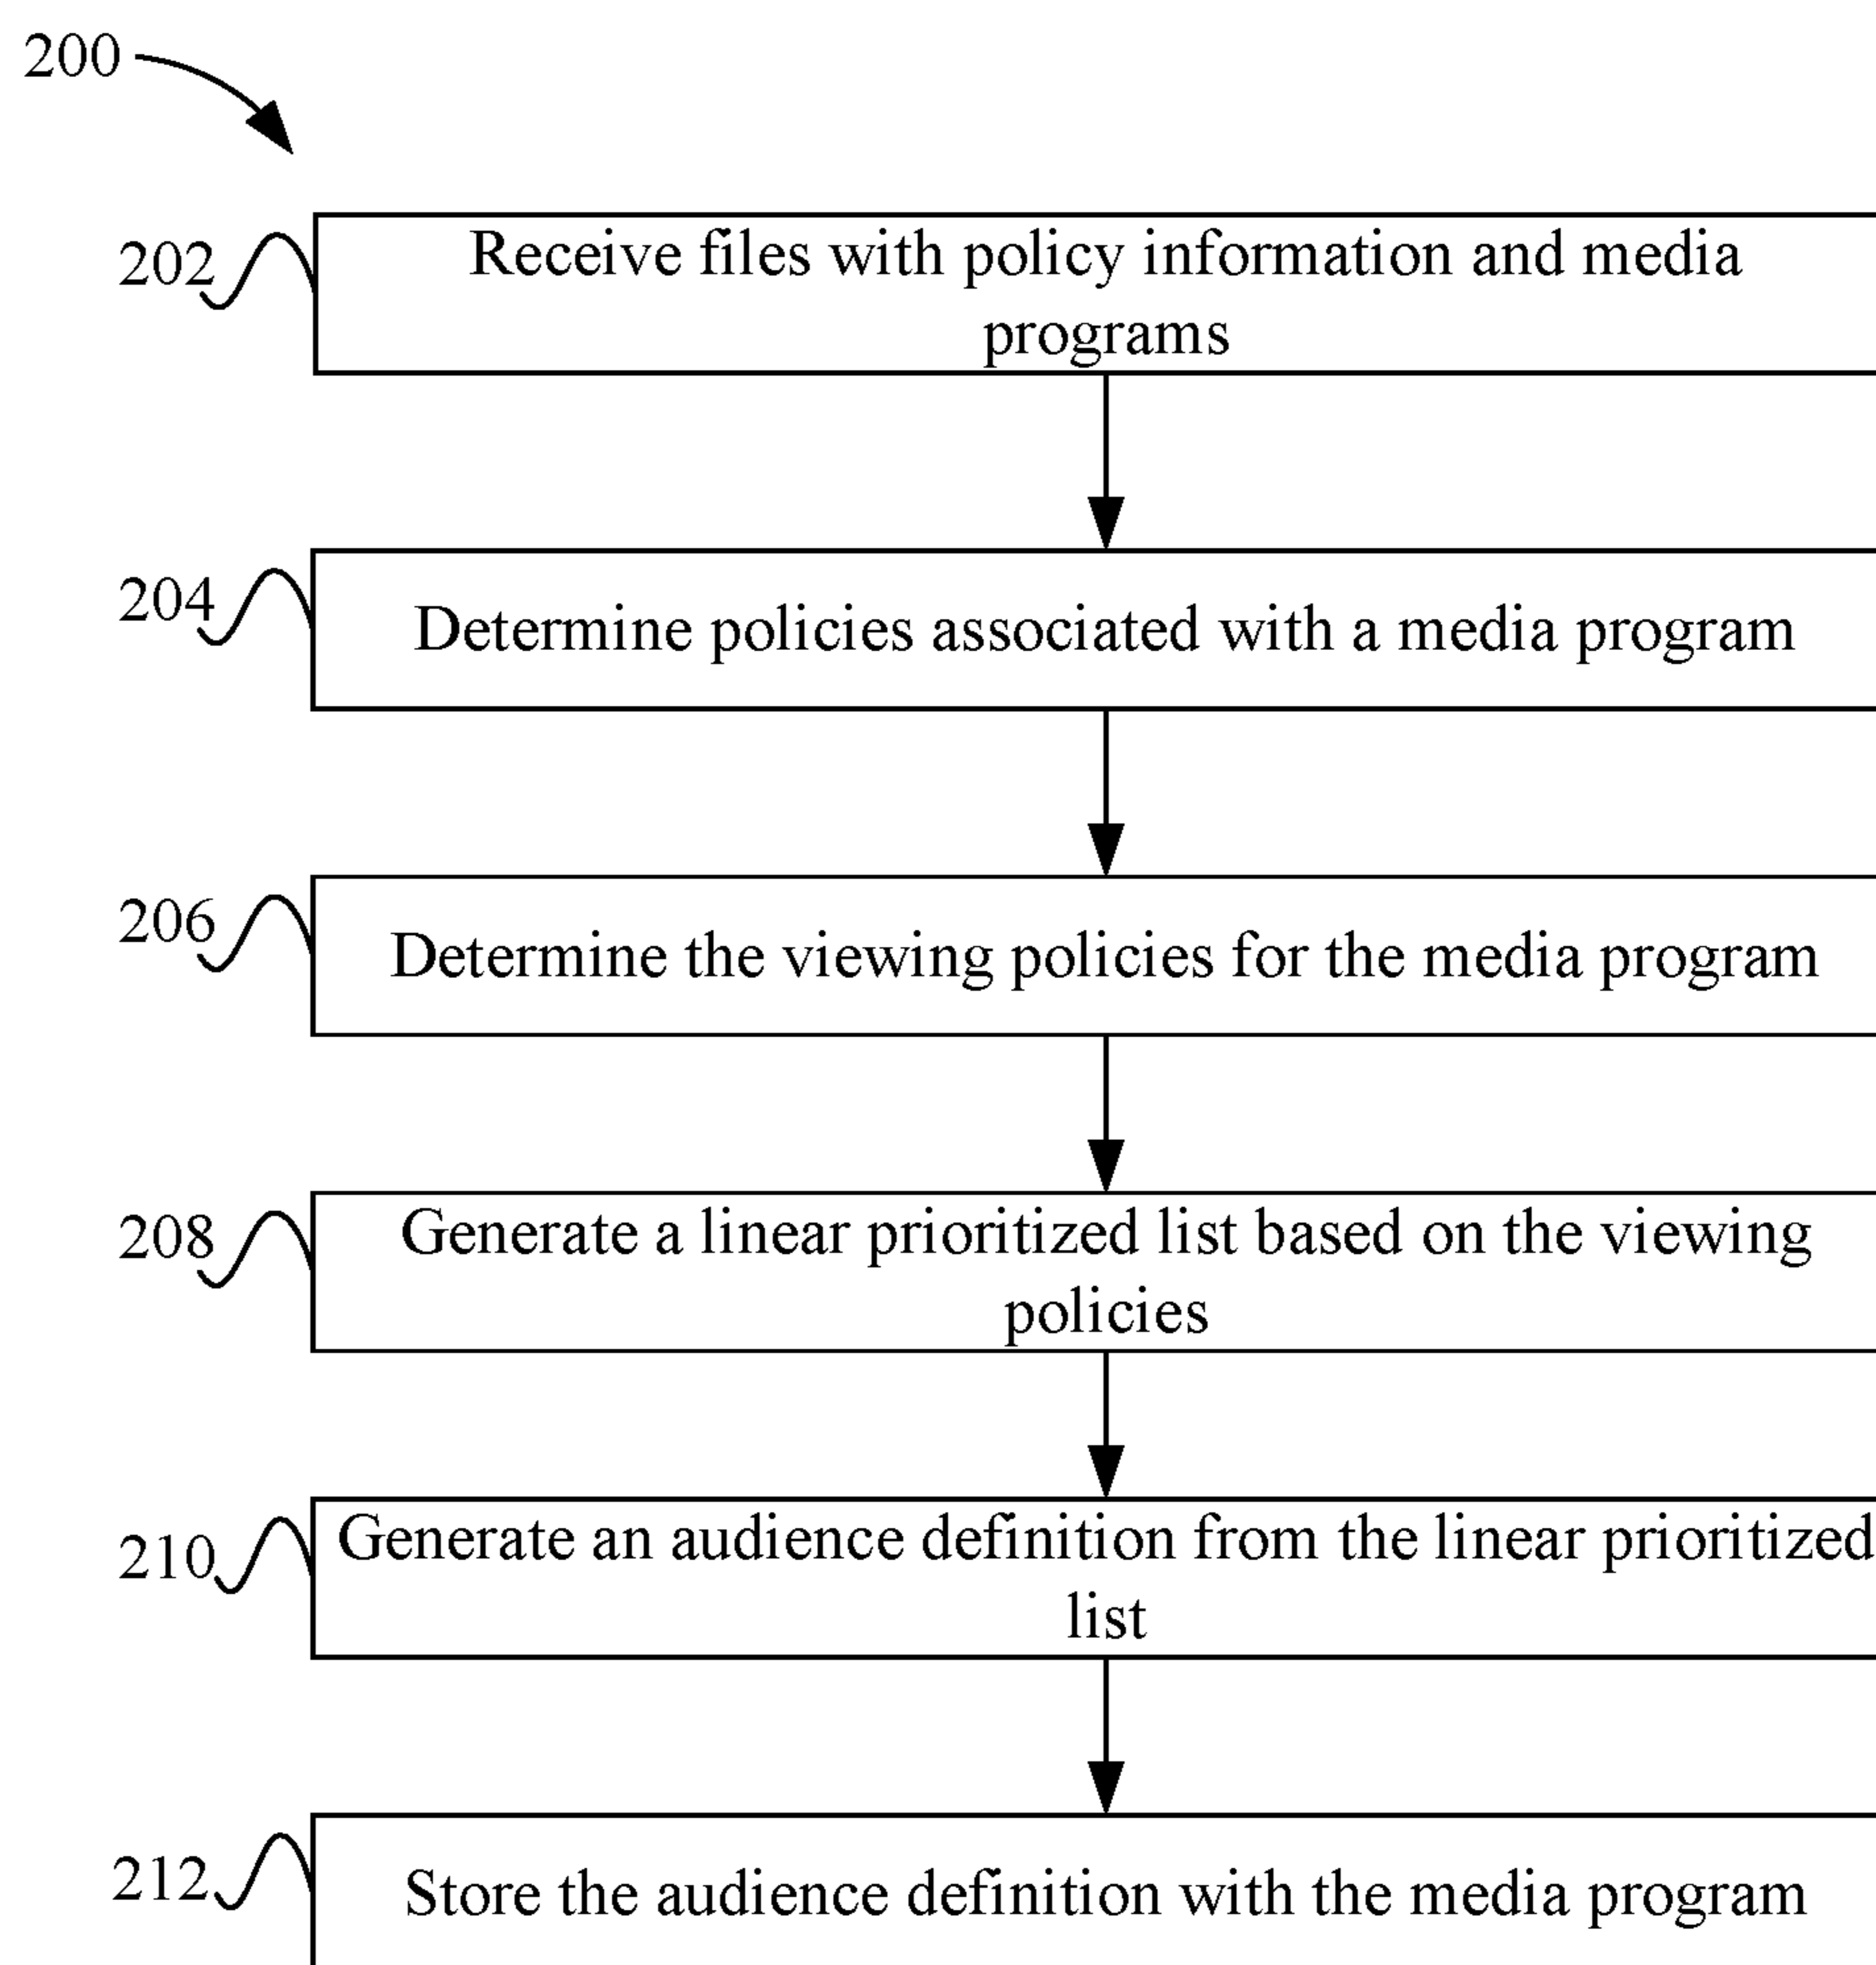 200
202
Receive files with policy information and media
programs
204
Determine policies associated with a media program
206
Determine the viewing policies for the media program
208
Generate a linear prioritized list based on the viewing
policies
210
Generate an audience definition from the linear prioritized
list
212
Store the audience definition with the media program